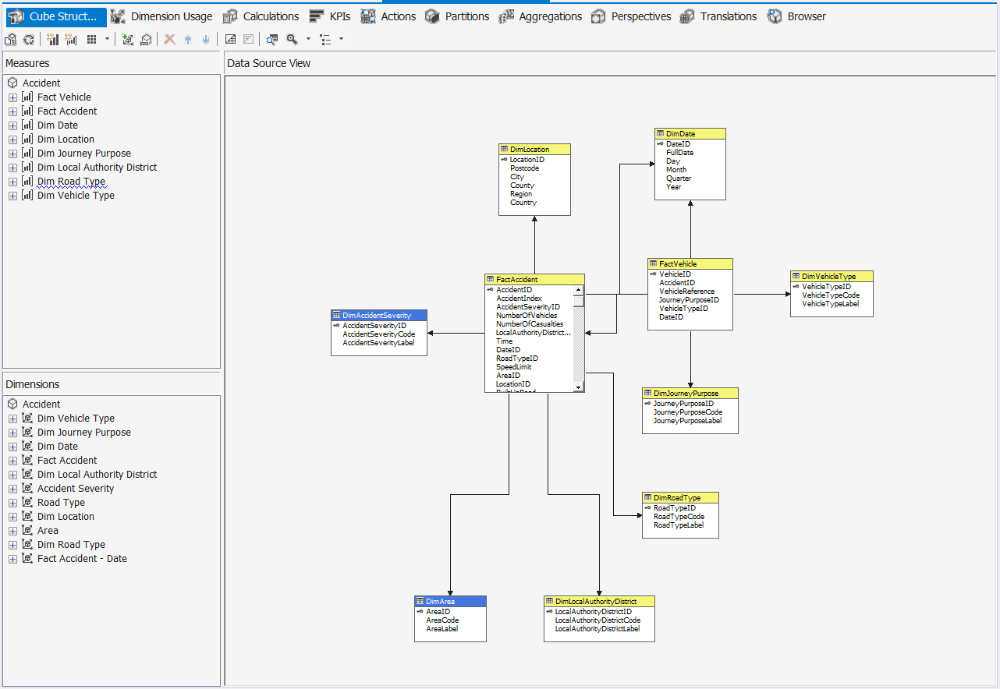 Cube Struct... Dimension Usage Calculations KPIs Actions Partitions Aggregations Perspectives Translations Browser
Measures
Accident
Fact Vehicle
Fact Accident
Dim Date
Dim Location
Dim Journey Purpose
Dim Local Authority District
Dim Road Type
Dim Vehicle Type
Dimensions
Accident
Dim Vehicle Type
Dim Journey Purpose
Dim Date
Fact Accident
Dim Local Authority District
Accident Severity
Road Type
Dim Location
Area
Dim Road Type
Fact Accident - Date
Data Source View
DimLocation
LocationID
Postcode
City
County
Region
Country
DimDate
DateID
FullDate
Day
Month
Quarter
Year
FactAccident
AccidentID
AccidentIndex
AccidentSeverityID
NumberOfVehicles
NumberOfCasualties
LocalAuthorityDistrict...
Time
DateID
RoadTypeID
SpeedLimit
AreaID
LocationID
FactVehicle
VehicleID
AccidentID
VehicleReference
JourneyPurposeID
VehicleTypeID
DateID
DimVehicleType
VehicleTypeID
VehicleTypeCode
VehicleTypeLabel
DimAccidentSeverity
AccidentSeverityID
AccidentSeverityCode
AccidentSeverityLabel
DimJourneyPurpose
JourneyPurposeID
JourneyPurposeCode
JourneyPurposeLabel
DimRoadType
RoadTypeID
RoadTypeCode
RoadTypeLabel
DimArea
AreaID
AreaCode
AreaLabel
DimLocalAuthorityDistrict
LocalAuthorityDistrictID
LocalAuthorityDistrictCode
LocalAuthorityDistrictLabel